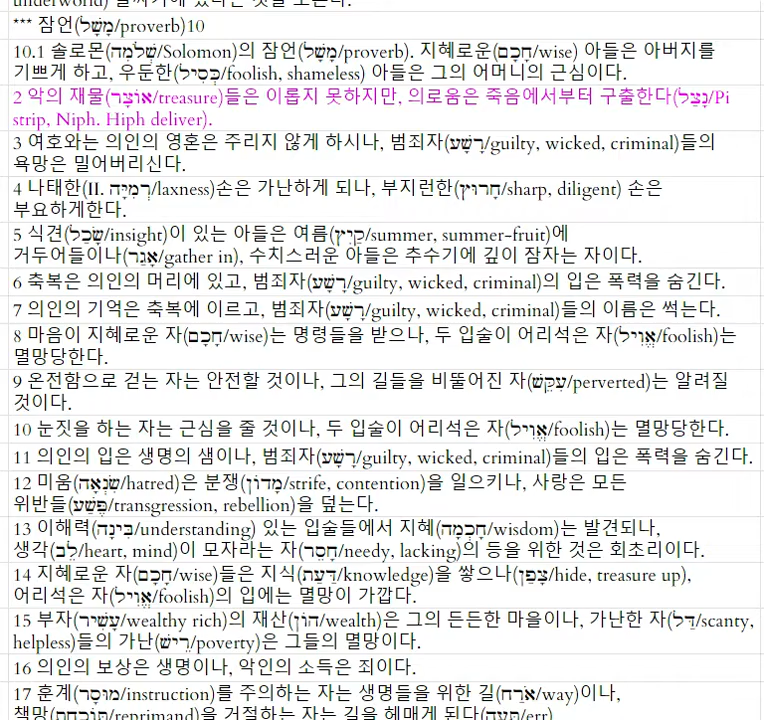 *** 잠언(מָשָׁל/proverb)10
10.1 솔로몬(שְׁלֹמֹה/Solomon)의 잠언(מָשָׁל/proverb). 지혜로운(חָכָם/wise) 아들은 아버지를
기쁘게 하고, 우둔한(כְּסִיל/foolish, shameless) 아들은 그의 어머니의 근심이다.
2 악의 재물(אוֹצָר/treasure)들은 이롭지 못하지만, 의로움은 죽음에서부터 구출한다(נָצַל/Pi
strip, Niph. Hiph deliver).
3 여호와는 의인의 영혼은 주리지 않게 하시나, 범죄자(רָשָׁע/guilty, wicked, criminal)들의
욕망은 밀어버리신다.
4 나태한(II. רְמִיָּה/laxness)손은 가난하게 되나, 부지런한(חָרוּץ/sharp, diligent) 손은
부요하게한다.
5 식견(שָׂכַל/insight)이 있는 아들은 여름(קַיִץ/summer, summer-fruit)에
거두어들이나(אָגַר/gather in), 수치스러운 아들은 추수기에 깊이 잠자는 자이다.
6 축복은 의인의 머리에 있고, 범죄자(רָשָׁע/guilty, wicked, criminal)의 입은 폭력을 숨긴다.
7 의인의 기억은 축복에 이르고, 범죄자(רָשָׁע/guilty, wicked, criminal)들의 이름은 썩는다.
8 마음이 지혜로운 자(חָכָם/wise)는 명령들을 받으나, 두 입술이 어리석은 자(אֱוִיל/foolish)는
멸망당한다.
9 온전함으로 걷는 자는 안전할 것이나, 그의 길들을 비뚤어진 자(עִקֵּשׁ/perverted)는 알려질
것이다.
10 눈짓을 하는 자는 근심을 줄 것이나, 두 입술이 어리석은 자(אֱוִיל/foolish)는 멸망당한다.
11 의인의 입은 생명의 샘이나, 범죄자(רָשָׁע/guilty, wicked, criminal)들의 입은 폭력을 숨긴다.
12 미움(שִׂנְאָה/hatred)은 분쟁(מָדוֹן/strife, contention)을 일으키나, 사랑은 모든
위반들(פֶּשַׁע/transgression, rebellion)을 덮는다.
13 이해력(בִּינָה/understanding) 있는 입술들에서 지혜(חָכְמָה/wisdom)는 발견되나,
생각(לֵב/heart, mind)이 모자라는 자(חָסֵר/needy, lacking)의 등을 위한 것은 회초리이다.
14 지혜로운 자(חָכָם/wise)들은 지식(דַּעַת/knowledge)을 쌓으나(צָפַן/hide, treasure up),
어리석은 자(אֱוִיל/foolish)의 입에는 멸망이 가깝다.
15 부자(עָשִׁיר/wealthy rich)의 재산(הוֹן/wealth)은 그의 든든한 마을이나, 가난한 자(דַּל/scanty,
helpless)들의 가난(רֵישׁ/poverty)은 그들의 멸망이다.
16 의인의 보상은 생명이나, 악인의 소득은 죄이다.
17 훈계(מוּסָר/instruction)를 주의하는 자는 생명들을 위한 길(אֹרַח/way)이나,
책망(תּוֹכַחַת/reprimand)을 거절하는 자는 길을 헤매게 된다(תָּעָה/err)